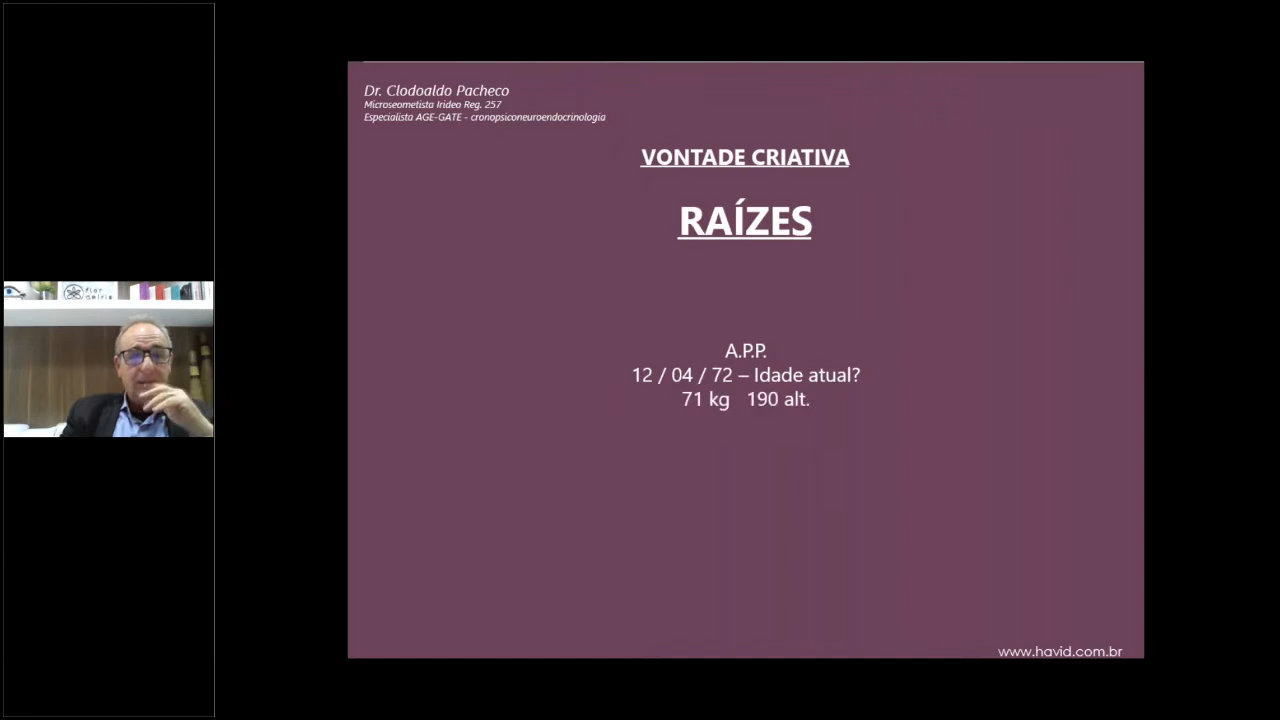 Dr. Clodoaldo Pacheco
Microseometista Irídeo Reg. 257
Especialista AGE-GATE - cronopsiconeuroendocrinologia
VONTADE CRIATIVA
RAÍZES
A.P.P.
12 / 04 / 72 – Idade atual?
71 kg 190 alt.
www.havid.com.br